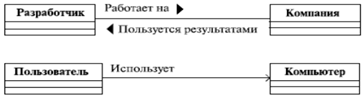 Разработчик Работает на Компания
Пользуется результатами
Пользователь Использует Компьютер